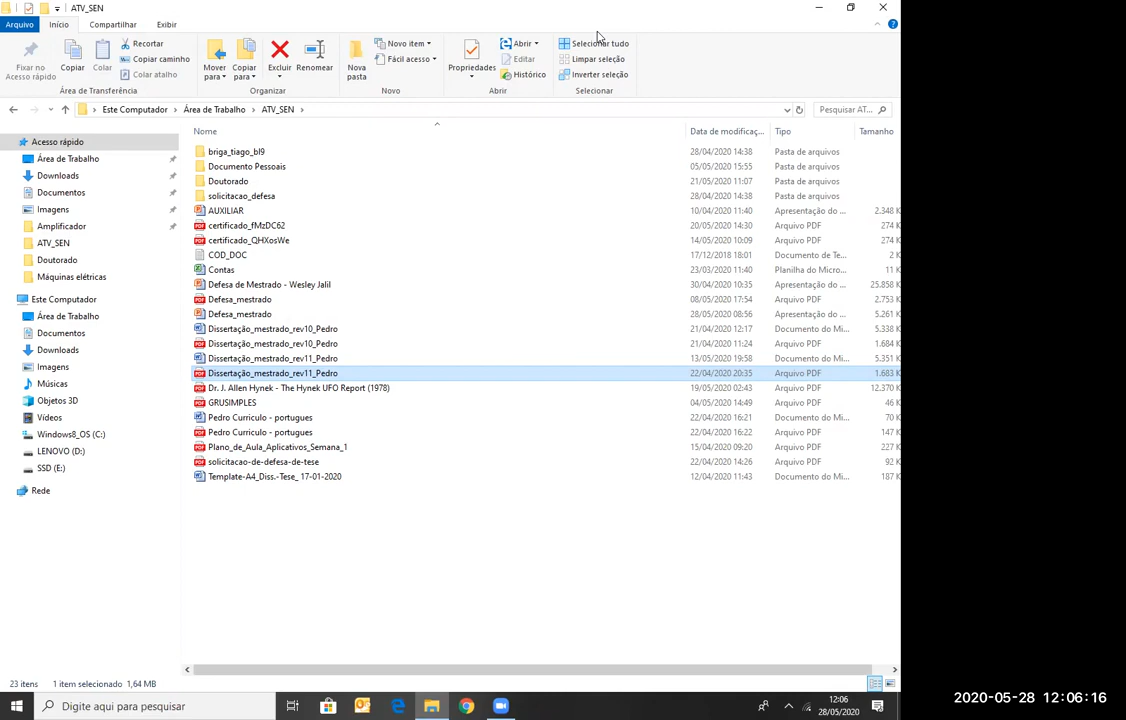 ATV_SEN
Arquivo Início Compartilhar Exibir
Fixar no Acesso rápido
Copiar
Colar
Recortar
Copiar caminho
Colar atalho
Área de Transferência
Mover para
Copiar para
Excluir
Renomear
Organizar
Nova pasta
Novo item
Fácil acesso
Novo
Propriedades
Abrir
Editar
Histórico
Abrir
Selecionar tudo
Limpar seleção
Inverter seleção
Selecionar
Este Computador > Área de Trabalho > ATV_SEN >
Pesquisar AT...
Acesso rápido
Área de Trabalho
Downloads
Documentos
Imagens
Amplificador
ATV_SEN
Doutorado
Máquinas elétricas
Este Computador
Área de Trabalho
Documentos
Downloads
Imagens
Músicas
Objetos 3D
Vídeos
Windows8_OS (C:)
LENOVO (D:)
SSD (E:)
Rede
Nome Data de modificaç... Tipo Tamanho
briga_tiago_bl9 28/04/2020 14:38 Pasta de arquivos
Documento Pessoais 05/05/2020 15:55 Pasta de arquivos
Doutorado 21/05/2020 11:07 Pasta de arquivos
solicitacao_defesa 28/04/2020 14:38 Pasta de arquivos
AUXILIAR 10/04/2020 11:40 Apresentação do ... 2.348 K
certificado_fMzDC62 20/05/2020 14:30 Arquivo PDF 274 K
certificado_QHXosWe 14/05/2020 10:09 Arquivo PDF 274 K
COD_DOC 17/12/2018 18:01 Documento de Te... 2 K
Contas 23/03/2020 11:40 Planilha do Micro... 11 K
Defesa de Mestrado - Wesley Jalil 30/04/2020 10:35 Apresentação do ... 25.858 K
Defesa_mestrado 08/05/2020 17:54 Arquivo PDF 2.753 K
Defesa_mestrado 28/05/2020 08:56 Apresentação do ... 5.261 K
Dissertação_mestrado_rev10_Pedro 21/04/2020 12:17 Documento do Mi... 5.338 K
Dissertação_mestrado_rev10_Pedro 21/04/2020 11:24 Arquivo PDF 1.684 K
Dissertação_mestrado_rev11_Pedro 13/05/2020 19:58 Documento do Mi... 5.351 K
Dissertação_mestrado_rev11_Pedro 22/04/2020 20:35 Arquivo PDF 1.683 K
Dr. J. Allen Hynek - The Hynek UFO Report (1978) 19/05/2020 02:43 Arquivo PDF 12.370 K
GRUSIMPLES 04/05/2020 14:49 Arquivo PDF 46 K
Pedro Curriculo - portugues 22/04/2020 16:21 Documento do Mi... 70 K
Pedro Curriculo - portugues 22/04/2020 16:22 Arquivo PDF 147 K
Plano_de_Aula_Aplicativos_Semana_1 15/04/2020 09:20 Arquivo PDF 227 K
solicitacao-de-defesa-de-tese 22/04/2020 14:26 Arquivo PDF 92 K
Template-A4_Diss.-Tese_ 17-01-2020 12/04/2020 11:43 Documento do Mi... 187 K
23 itens 1 item selecionado 1,64 MB
Digite aqui para pesquisar
12:06
28/05/2020
2020-05-28 12:06:16